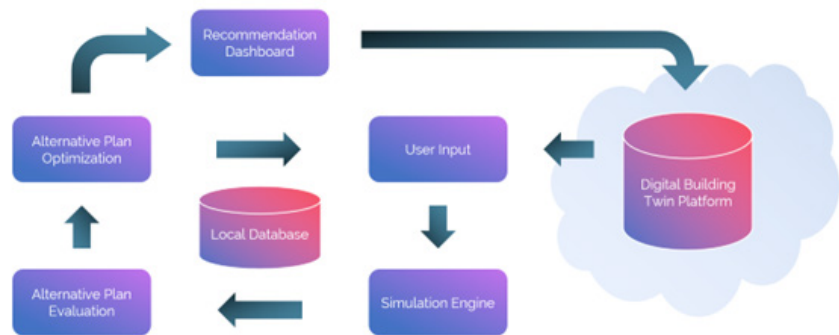 Recommendation
Dashboard
Alternative Plan
Optimization
User Input
Digital Building
Twin Platform
Local Database
Alternative Plan
Evaluation
Simulation Engine